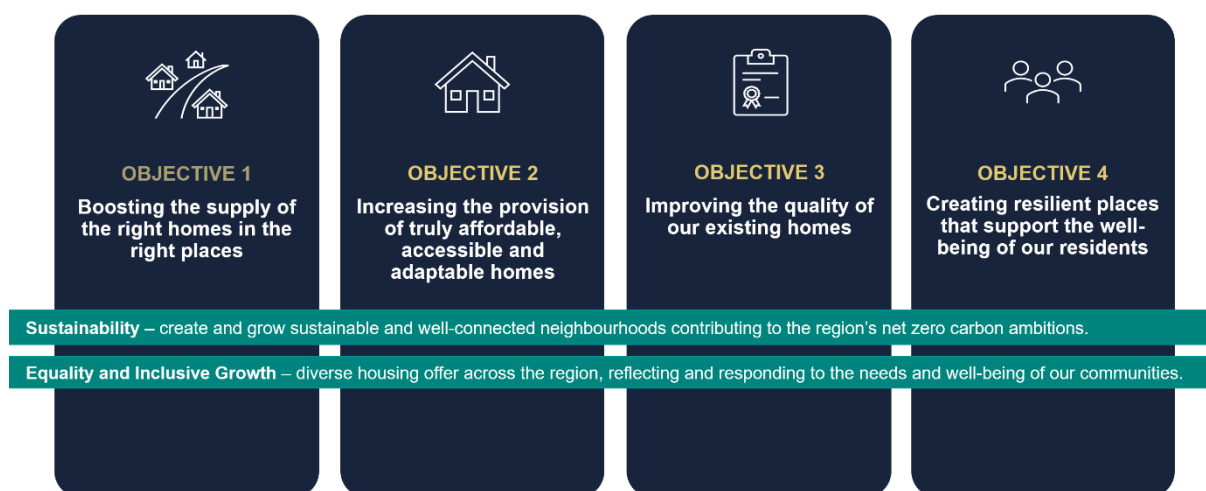 OBJECTIVE 1
Boosting the supply of
the right homes in the
right places
OBJECTIVE 2
Increasing the provision
of truly affordable,
accessible and
adaptable homes
OBJECTIVE 3
Improving the quality of
our existing homes
OBJECTIVE 4
Creating resilient places
that support the well-
being of our residents
Sustainability – create and grow sustainable and well-connected neighbourhoods contributing to the region's net zero carbon ambitions.
Equality and Inclusive Growth – diverse housing offer across the region, reflecting and responding to the needs and well-being of our communities.